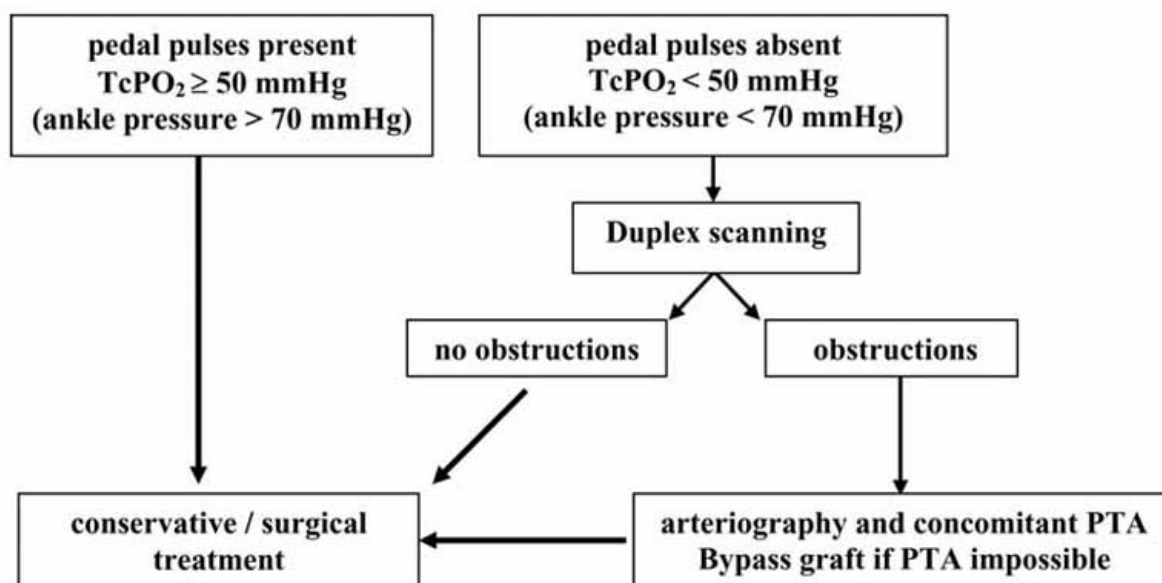 pedal pulses present
TcPO₂ ≥ 50 mmHg
(ankle pressure > 70 mmHg)
pedal pulses absent
TcPO₂ < 50 mmHg
(ankle pressure < 70 mmHg)
Duplex scanning
no obstructions
obstructions
conservative / surgical
treatment
arteriography and concomitant PTA
Bypass graft if PTA impossible